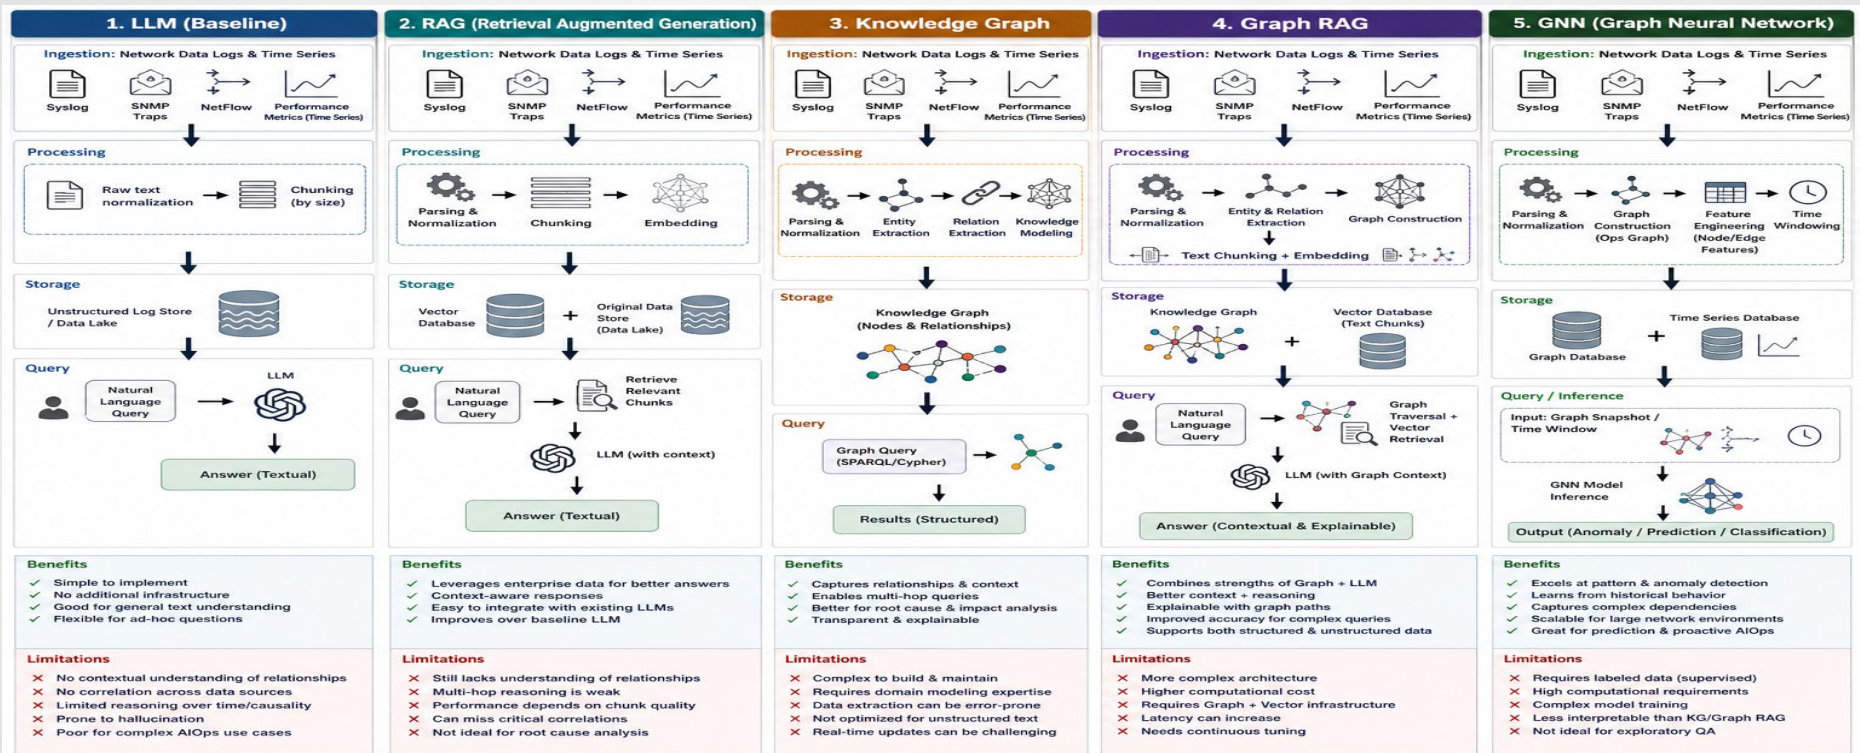 1. LLM (Baseline)
Ingestion: Network Data Logs & Time Series
Syslog
SNMP
Traps
NetFlow
Performance
Metrics (Time Series)
Processing
Raw text
normalization
Chunking
(by size)
Storage
Unstructured Log Store
/ Data Lake
Query
Natural
Language
Query
LLM
Answer (Textual)
Benefits
✓ Simple to implement
✓ No additional infrastructure
✓ Good for general text understanding
✓ Flexible for ad-hoc questions
Limitations
✕ No contextual understanding of relationships
✕ No correlation across data sources
✕ Limited reasoning over time/causality
✕ Prone to hallucination
✕ Poor for complex AIOps use cases
2. RAG (Retrieval Augmented Generation)
Ingestion: Network Data Logs & Time Series
Syslog
SNMP
Traps
NetFlow
Performance
Metrics (Time Series)
Processing
Parsing &
Normalization
Chunking
Embedding
Storage
Vector
Database
+
Original Data
Store
(Data Lake)
Query
Natural
Language
Query
Retrieve
Relevant
Chunks
LLM (with context)
Answer (Textual)
Benefits
✓ Leverages enterprise data for better answers
✓ Context-aware responses
✓ Easy to integrate with existing LLMs
✓ Improves over baseline LLM
Limitations
✕ Still lacks understanding of relationships
✕ Multi-hop reasoning is weak
✕ Performance depends on chunk quality
✕ Can miss critical correlations
✕ Not ideal for root cause analysis
3. Knowledge Graph
Ingestion: Network Data Logs & Time Series
Syslog
SNMP
Traps
NetFlow
Performance
Metrics (Time Series)
Processing
Parsing &
Normalization
Entity
Extraction
Relation
Extraction
Knowledge
Modeling
Storage
Knowledge Graph
(Nodes & Relationships)
Query
Graph Query
(SPARQL/Cypher)
Results (Structured)
Benefits
✓ Captures relationships & context
✓ Enables multi-hop queries
✓ Better for root cause & impact analysis
✓ Transparent & explainable
Limitations
✕ Complex to build & maintain
✕ Requires domain modeling expertise
✕ Data extraction can be error-prone
✕ Not optimized for unstructured text
✕ Real-time updates can be challenging
4. Graph RAG
Ingestion: Network Data Logs & Time Series
Syslog
SNMP
Traps
NetFlow
Performance
Metrics (Time Series)
Processing
Parsing &
Normalization
Entity & Relation
Extraction
Graph Construction
Text Chunking + Embedding
Storage
Knowledge Graph
+
Vector Database
(Text Chunks)
Query
Natural
Language
Query
Graph
Traversal +
Vector
Retrieval
LLM (with Graph Context)
Answer (Contextual & Explainable)
Benefits
✓ Combines strengths of Graph + LLM
✓ Better context + reasoning
✓ Explainable with graph paths
✓ Improved accuracy for complex queries
✓ Supports both structured & unstructured data
Limitations
✕ More complex architecture
✕ Higher computational cost
✕ Requires Graph + Vector infrastructure
✕ Latency can increase
✕ Needs continuous tuning
5. GNN (Graph Neural Network)
Ingestion: Network Data Logs & Time Series
Syslog
SNMP
Traps
NetFlow
Performance
Metrics (Time Series)
Processing
Parsing &
Normalization
Graph
Construction
(Ops Graph)
Feature
Engineering
(Node/Edge
Features)
Time
Windowing
Storage
Graph Database
+
Time Series Database
Query / Inference
Input: Graph Snapshot /
Time Window
GNN Model
Inference
Output (Anomaly / Prediction / Classification)
Benefits
✓ Excels at pattern & anomaly detection
✓ Learns from historical behavior
✓ Captures complex dependencies
✓ Scalable for large network environments
✓ Great for prediction & proactive AIOps
Limitations
✕ Requires labeled data (supervised)
✕ High computational requirements
✕ Complex model training
✕ Less interpretable than KG/Graph RAG
✕ Not ideal for exploratory QA